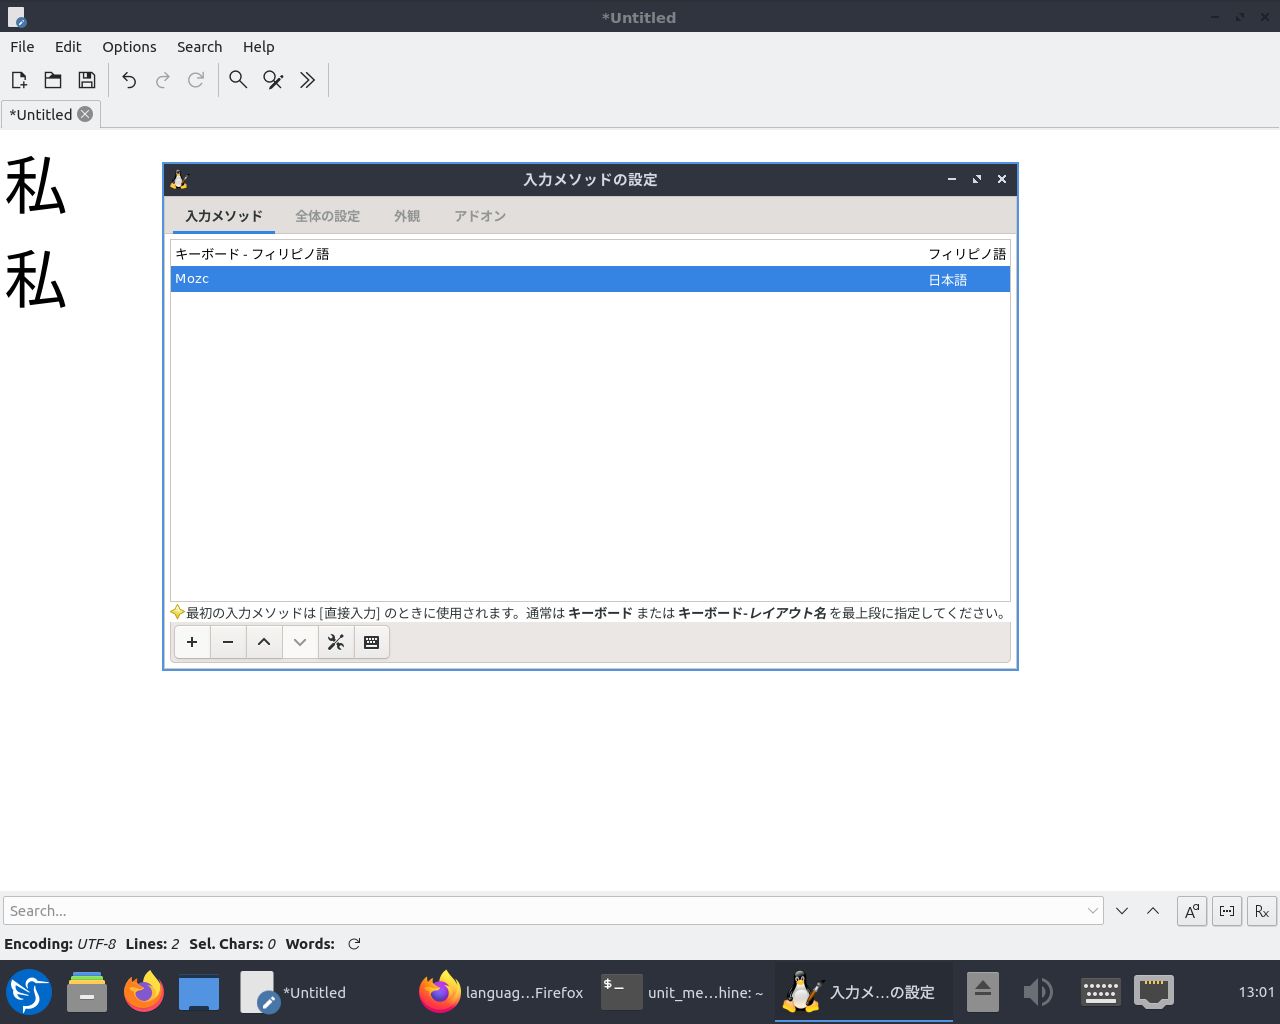 *Untitled
File Edit Options Search Help
*Untitled
私
私
入力メソッドの設定
入力メソッド 全体の設定 外観 アドオン
キーボード - フィリピノ語 フィリピノ語
Mozc 日本語
最初の入力メソッドは [直接入力] のときに使用されます。通常は キーボード または キーボード-レイアウト名 を最上段に指定してください。
Search...
Encoding: UTF-8 Lines: 2 Sel. Chars: 0 Words:
*Untitled languag...Firefox unit_me...hine: ~ 入力メ...の設定 13:01